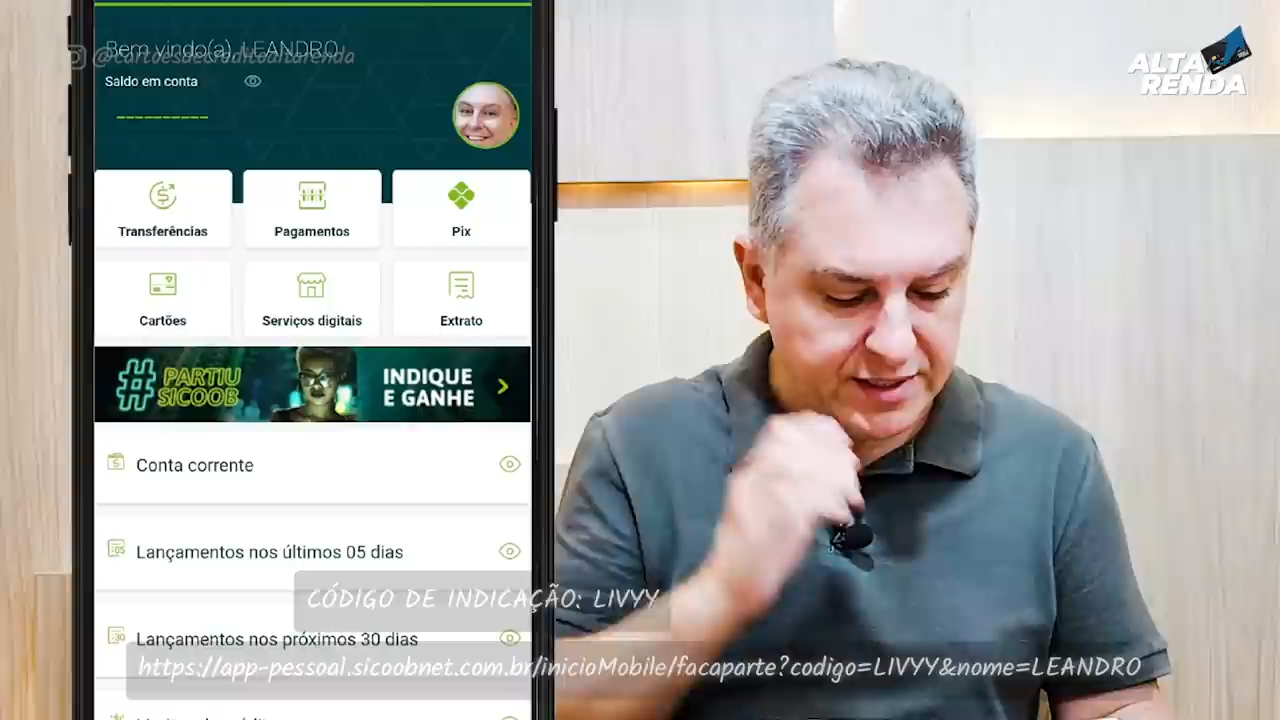 Bem vindo(a), LEANDRO
@cartoesdecreditoaltarenda
Saldo em conta
ALTA
RENDA
Transferências
Pagamentos
Pix
Cartões
Serviços digitais
Extrato
#PARTIU
SICOOB
INDIQUE
E GANHE
Conta corrente
Lançamentos nos últimos 05 dias
CÓDIGO DE INDICAÇÃO: LIVYY
Lançamentos nos próximos 30 dias
https://app-pessoal.sicoobnet.com.br/inicioMobile/facaparte?codigo=LIVYY&nome=LEANDRO